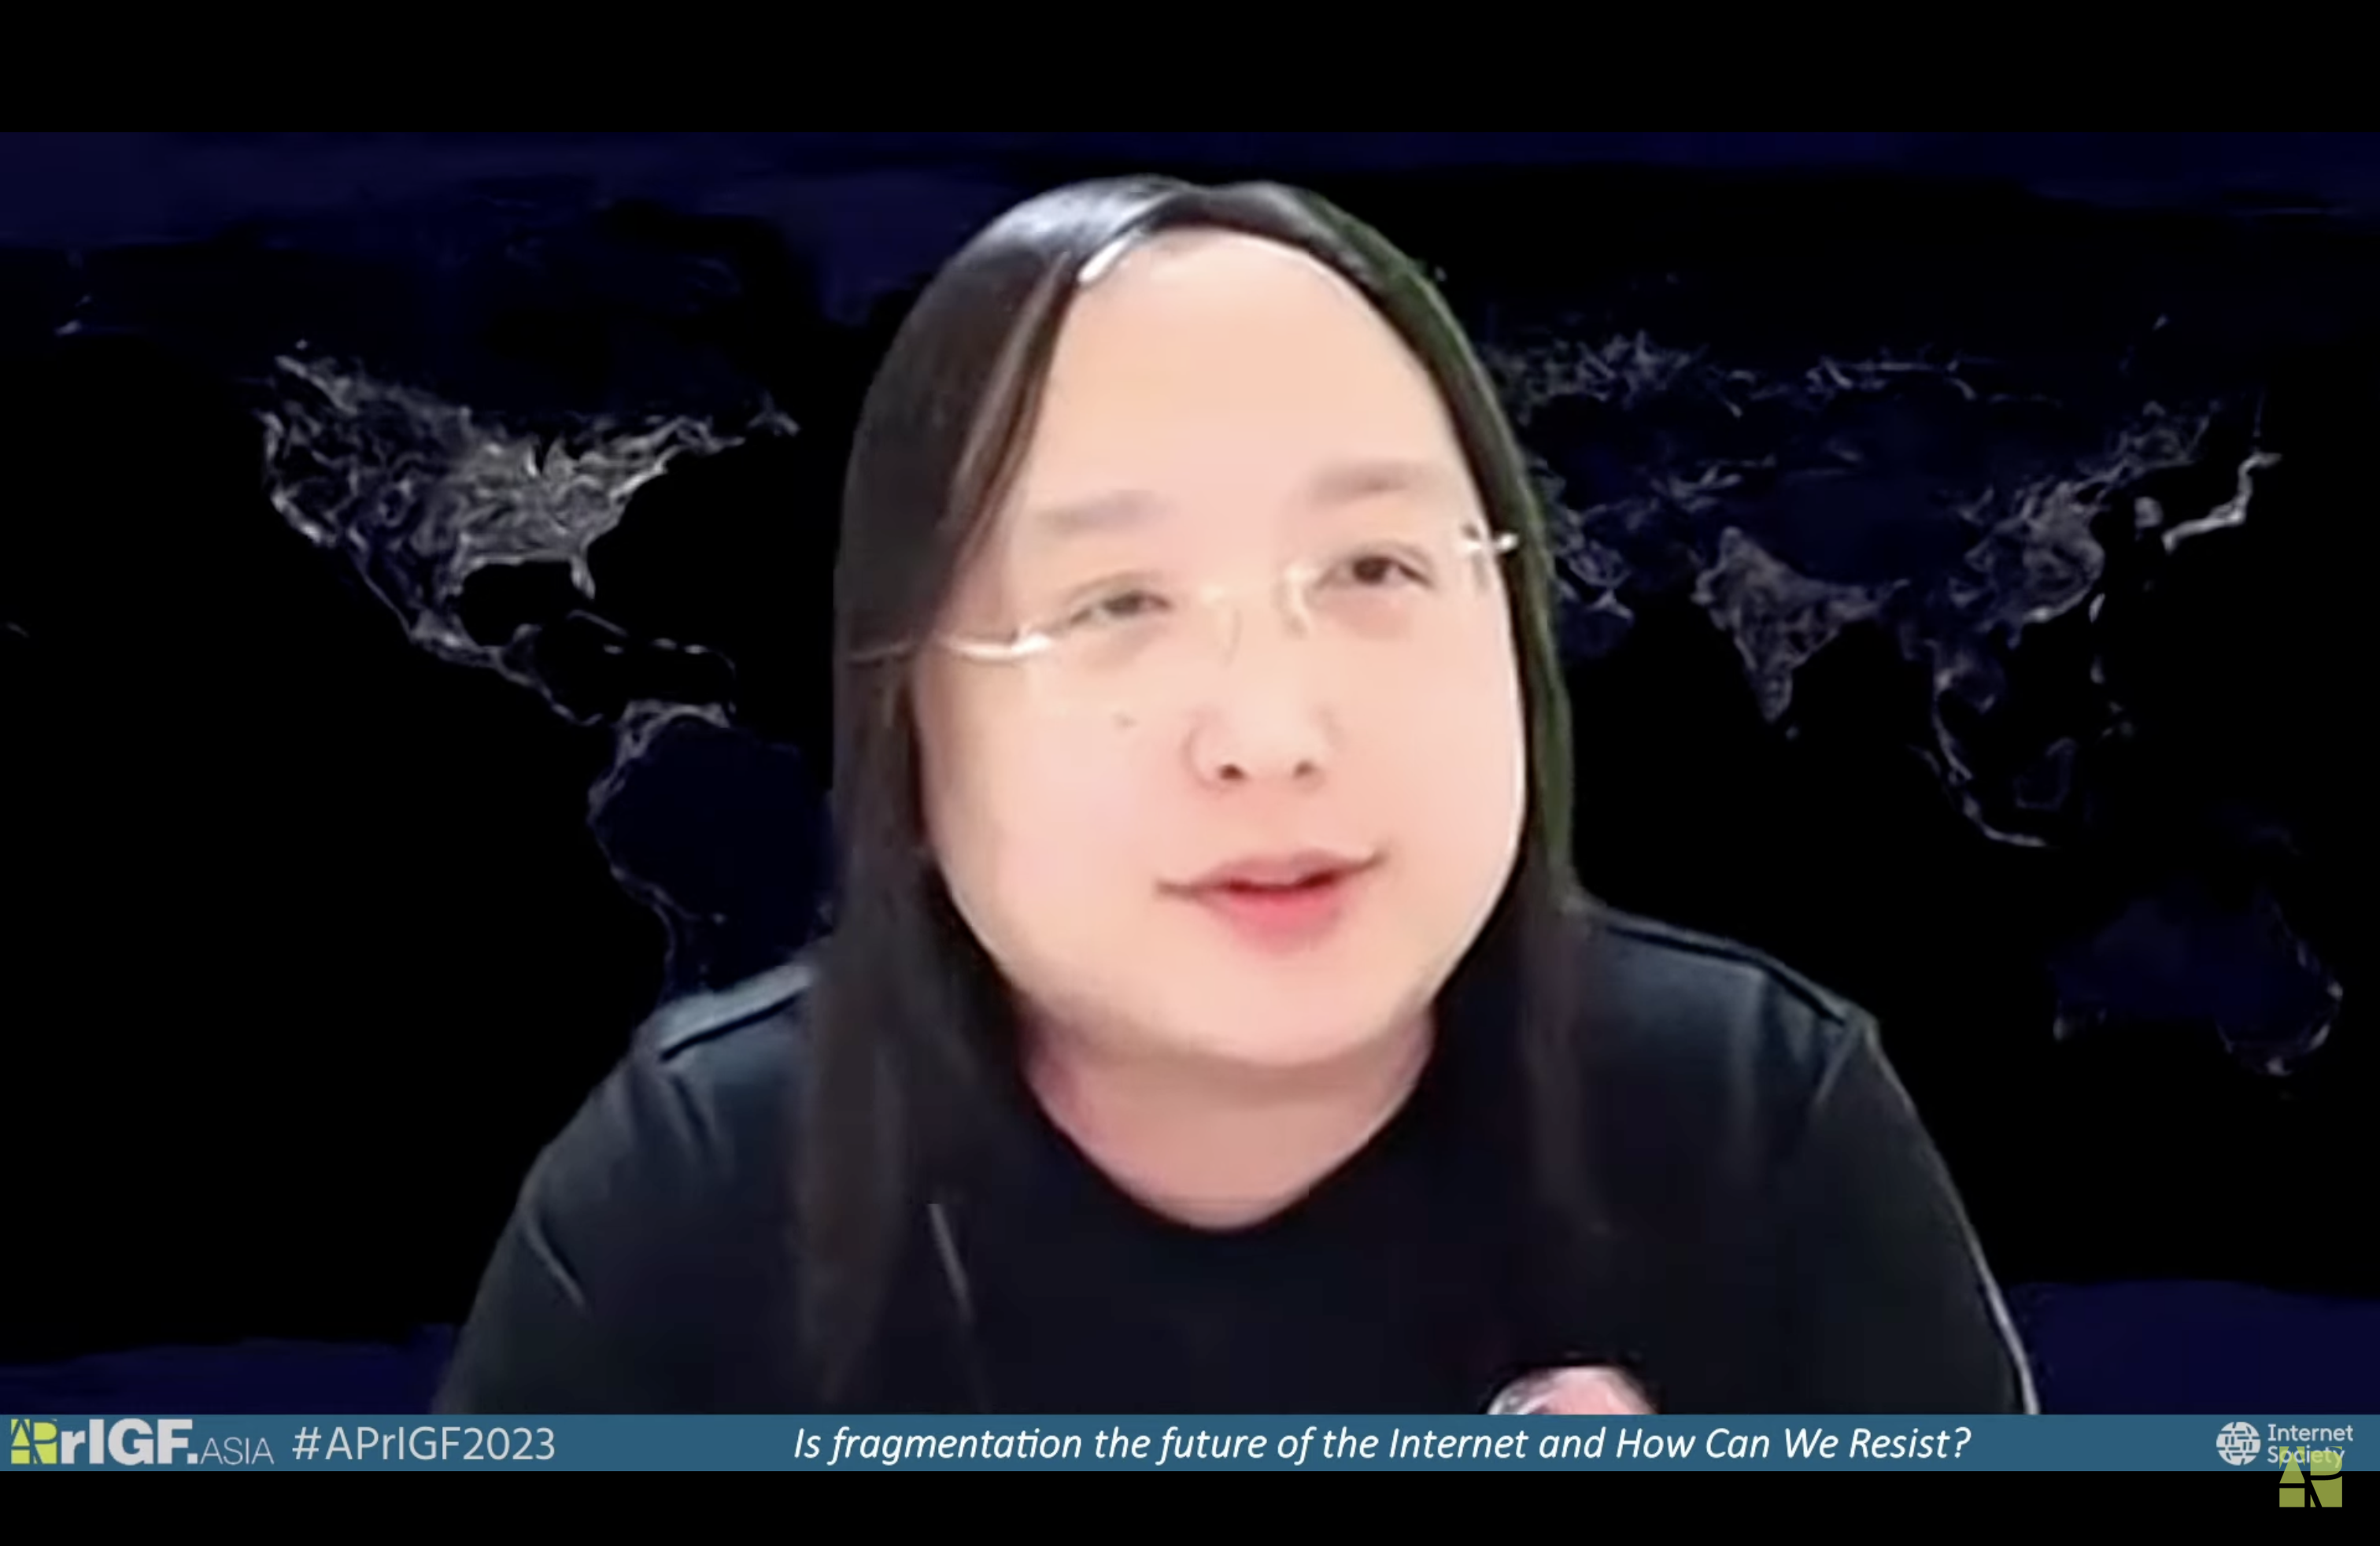 APrIGF.ASIA #APrIGF2023
Is fragmentation the future of the Internet and How Can We Resist?
Internet
Society